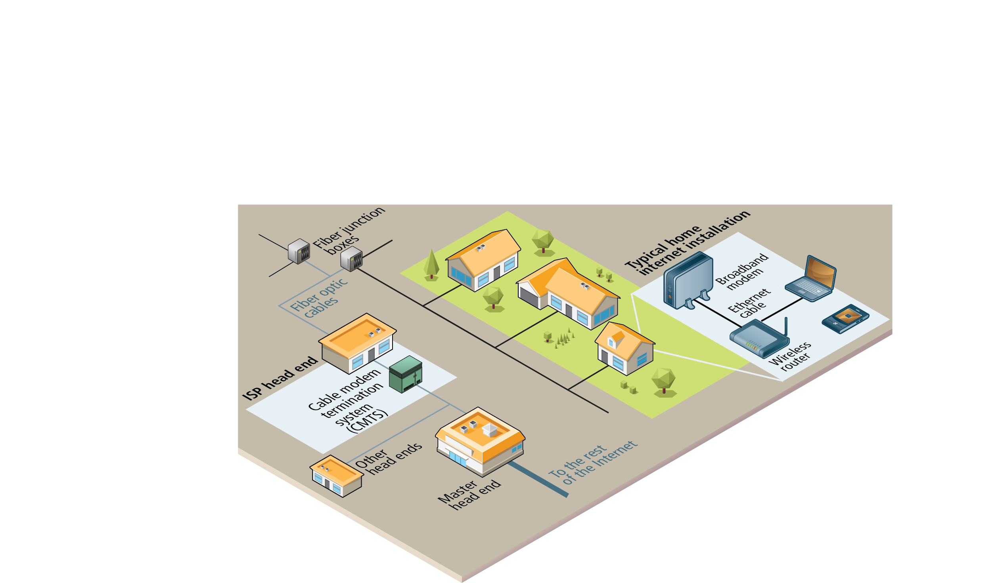 Fiber junction
boxes
Typical home
internet installation
Broadband
modem
Ethernet
cable
Wireless
router
Fiber optic
cables
ISP head end
Cable modem
termination
system
(CMTS)
Other
head ends
Master
head end
To the rest
of the Internet